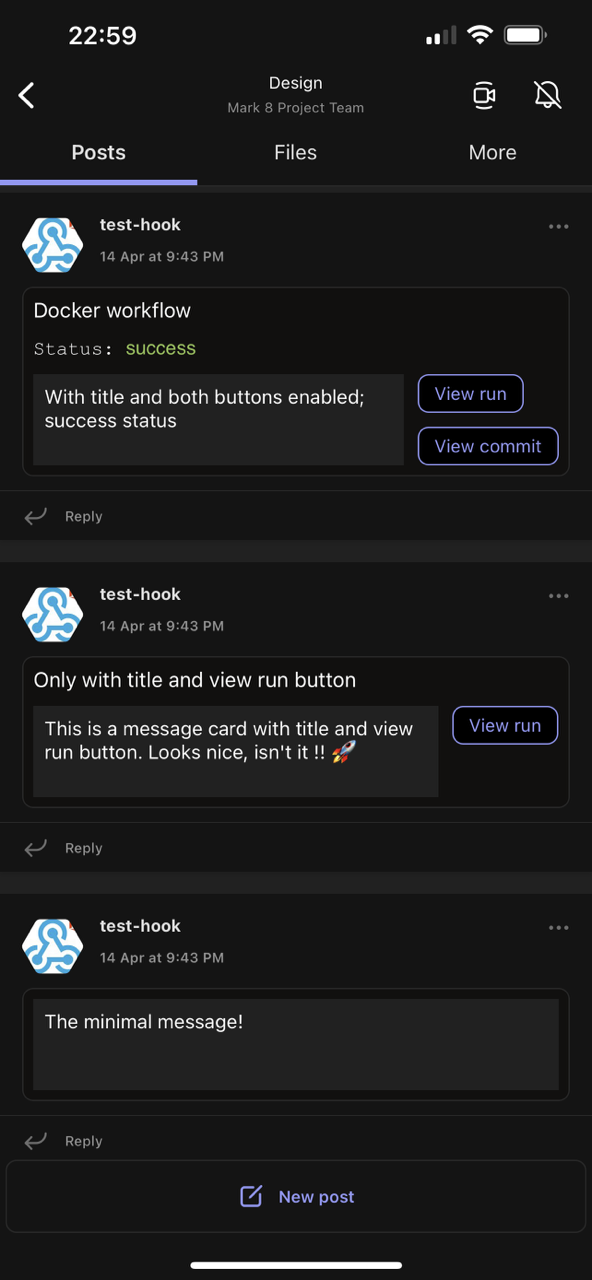 22:59
Design
Mark 8 Project Team
Posts
Files
More
test-hook
14 Apr at 9:43 PM
Docker workflow
Status: success
With title and both buttons enabled;
success status
View run
View commit
Reply
test-hook
14 Apr at 9:43 PM
Only with title and view run button
This is a message card with title and view
run button. Looks nice, isn't it !! 🚀
View run
Reply
test-hook
14 Apr at 9:43 PM
The minimal message!
Reply
New post